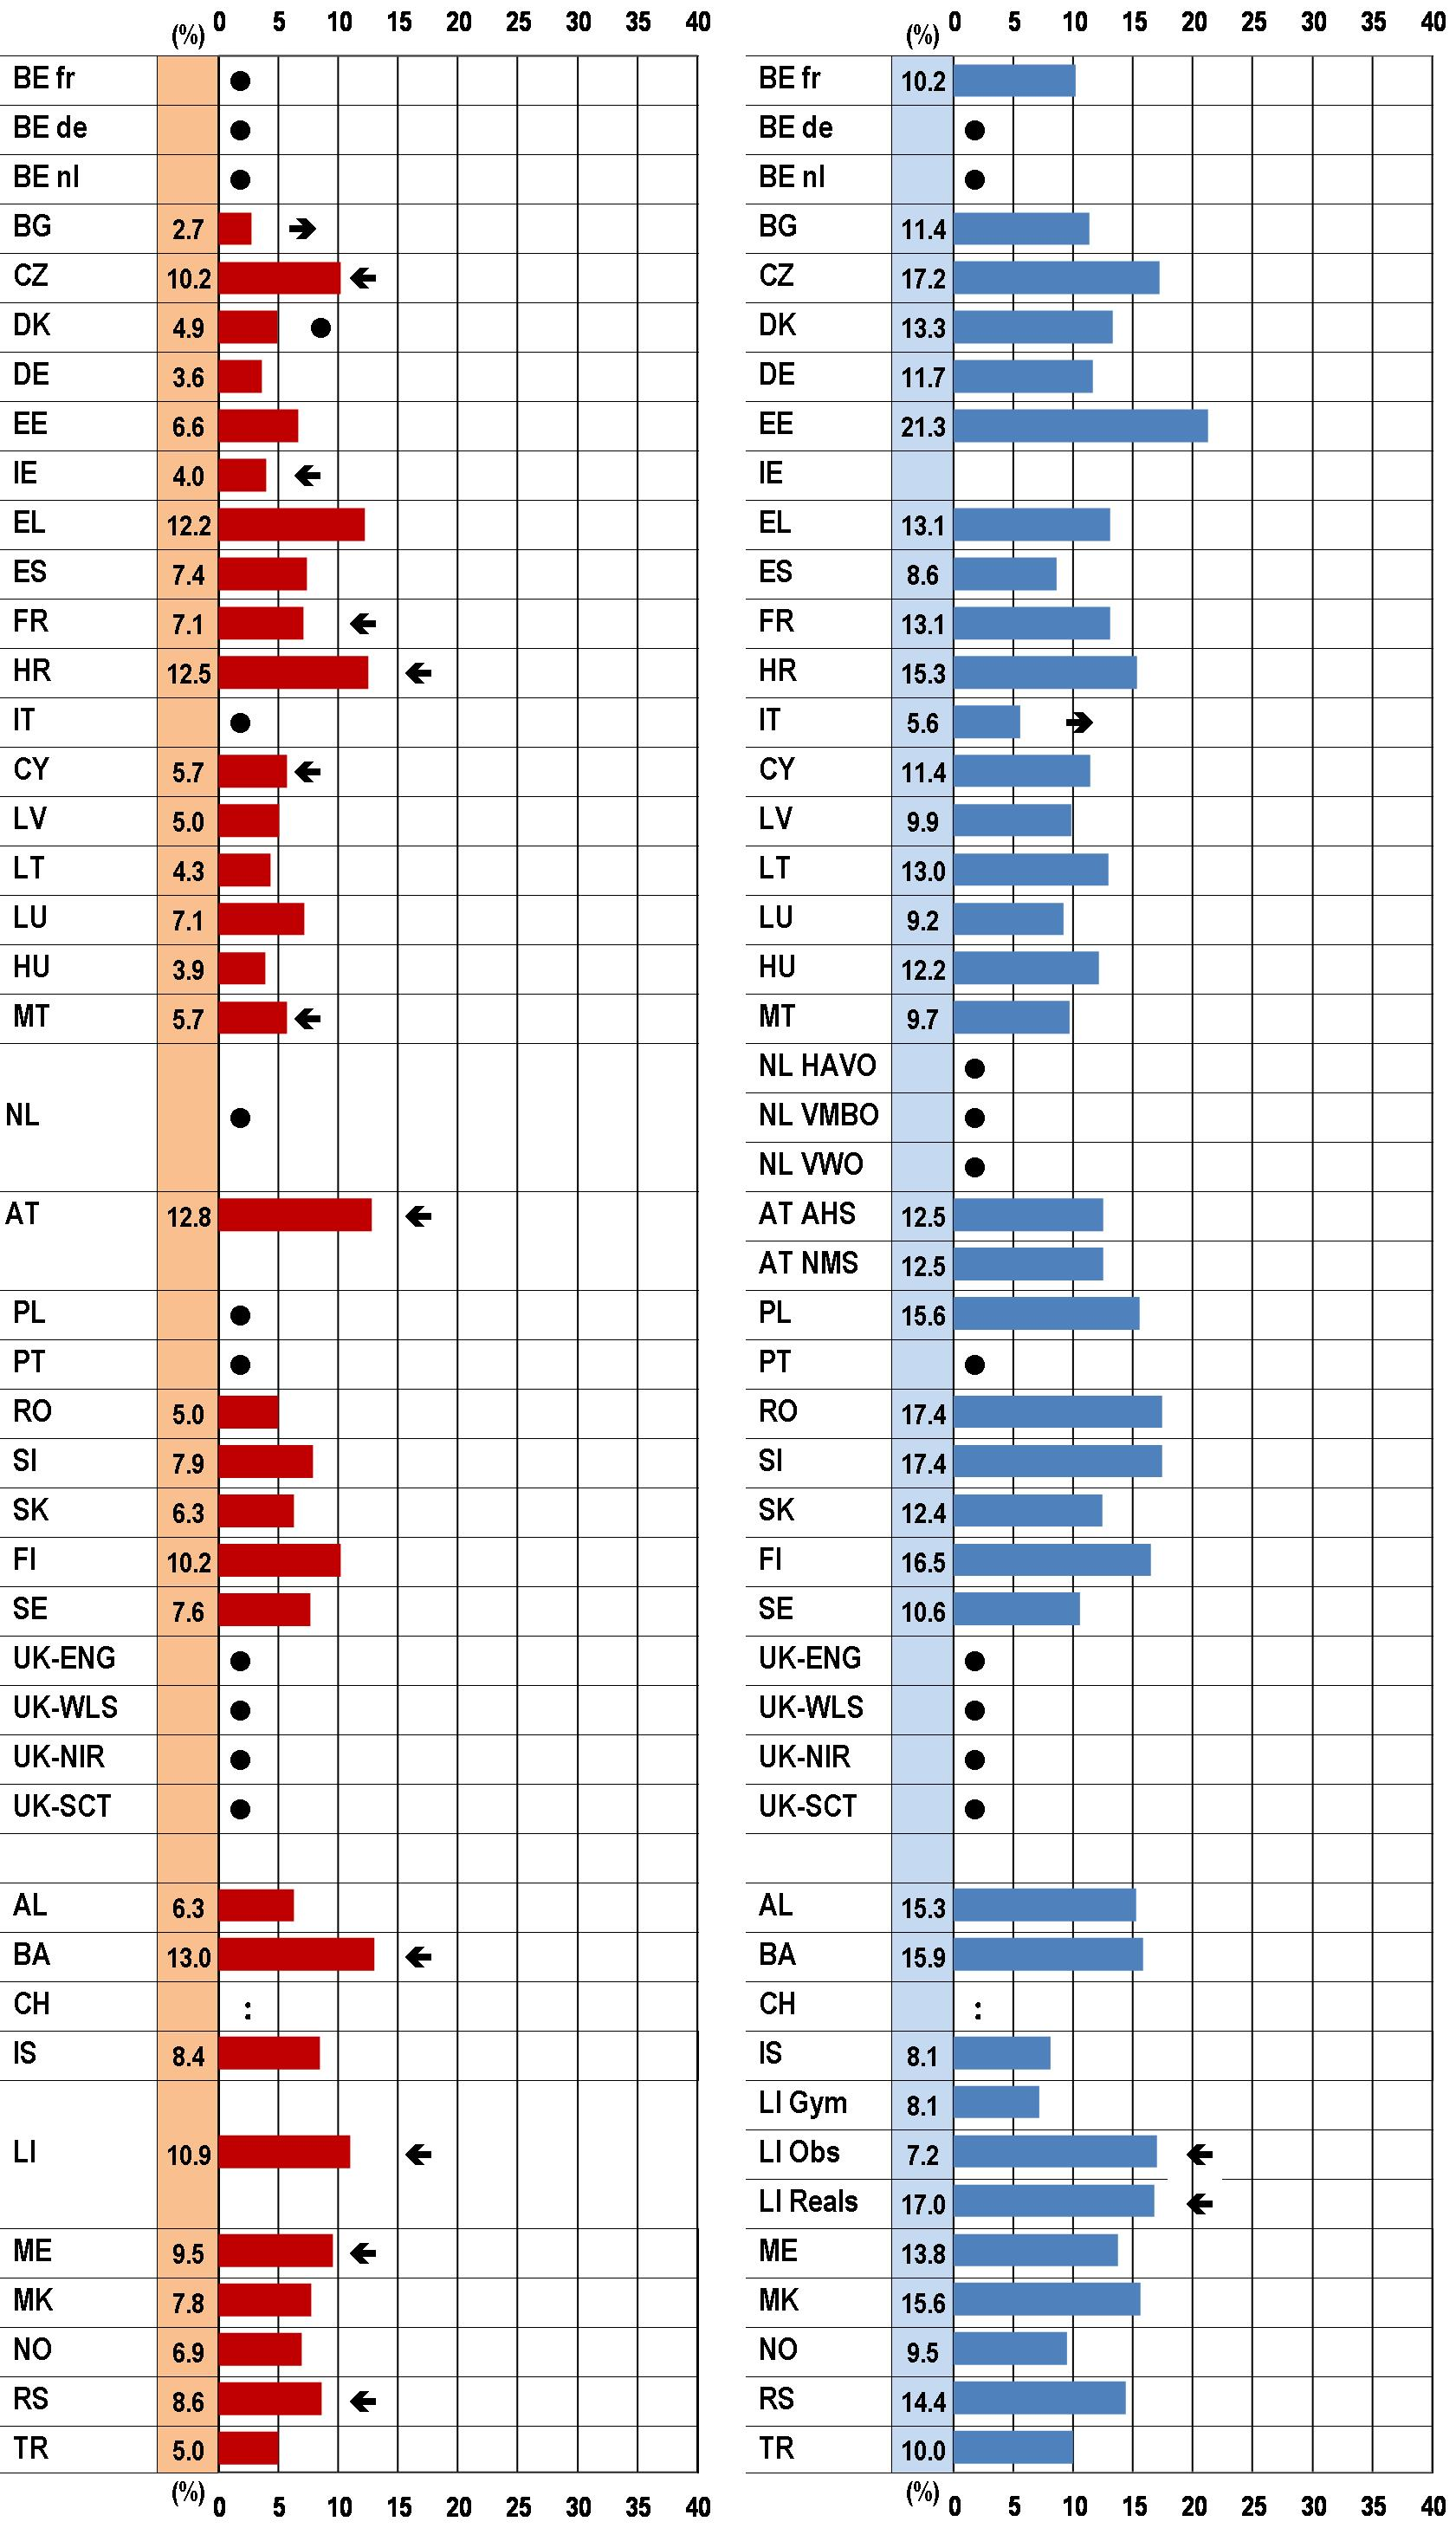 (%) 0 5 10 15 20 25 30 35 40
BE fr
BE de
BE nl
BG 2.7
CZ 10.2
DK 4.9
DE 3.6
EE 6.6
IE 4.0
EL 12.2
ES 7.4
FR 7.1
HR 12.5
IT
CY 5.7
LV 5.0
LT 4.3
LU 7.1
HU 3.9
MT 5.7
NL
AT 12.8
PL
PT
RO 5.0
SI 7.9
SK 6.3
FI 10.2
SE 7.6
UK-ENG
UK-WLS
UK-NIR
UK-SCT
AL 6.3
BA 13.0
CH :
IS 8.4
LI 10.9
ME 9.5
MK 7.8
NO 6.9
RS 8.6
TR 5.0
(%) 0 5 10 15 20 25 30 35 40
(%) 0 5 10 15 20 25 30 35 40
BE fr 10.2
BE de
BE nl
BG 11.4
CZ 17.2
DK 13.3
DE 11.7
EE 21.3
IE
EL 13.1
ES 8.6
FR 13.1
HR 15.3
IT 5.6
CY 11.4
LV 9.9
LT 13.0
LU 9.2
HU 12.2
MT 9.7
NL HAVO
NL VMBO
NL VWO
AT AHS 12.5
AT NMS 12.5
PL 15.6
PT
RO 17.4
SI 17.4
SK 12.4
FI 16.5
SE 10.6
UK-ENG
UK-WLS
UK-NIR
UK-SCT
AL 15.3
BA 15.9
CH :
IS 8.1
LI Gym 8.1
LI Obs 7.2
LI Reals 17.0
ME 13.8
MK 15.6
NO 9.5
RS 14.4
TR 10.0
(%) 0 5 10 15 20 25 30 35 40